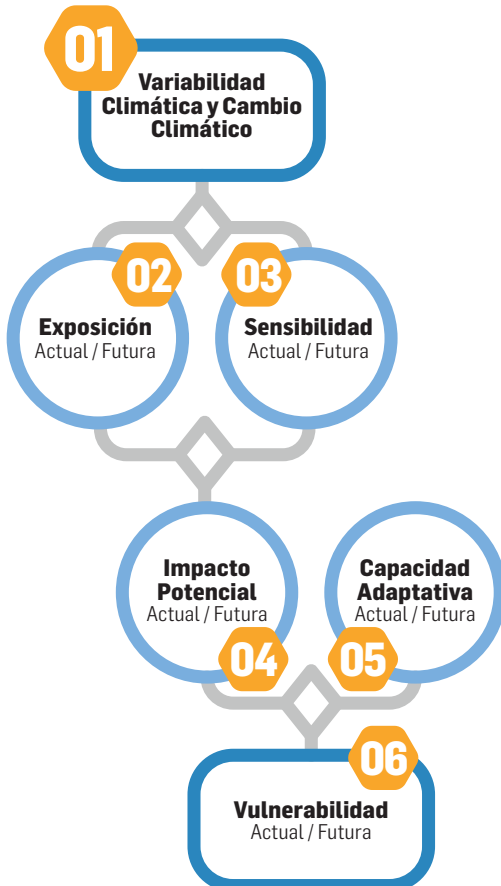 01
Variabilidad
Climática y Cambio
Climático
02
Exposición
Actual / Futura
03
Sensibilidad
Actual / Futura
Impacto
Potencial
Actual / Futura
04
Capacidad
Adaptativa
Actual / Futura
05
06
Vulnerabilidad
Actual / Futura